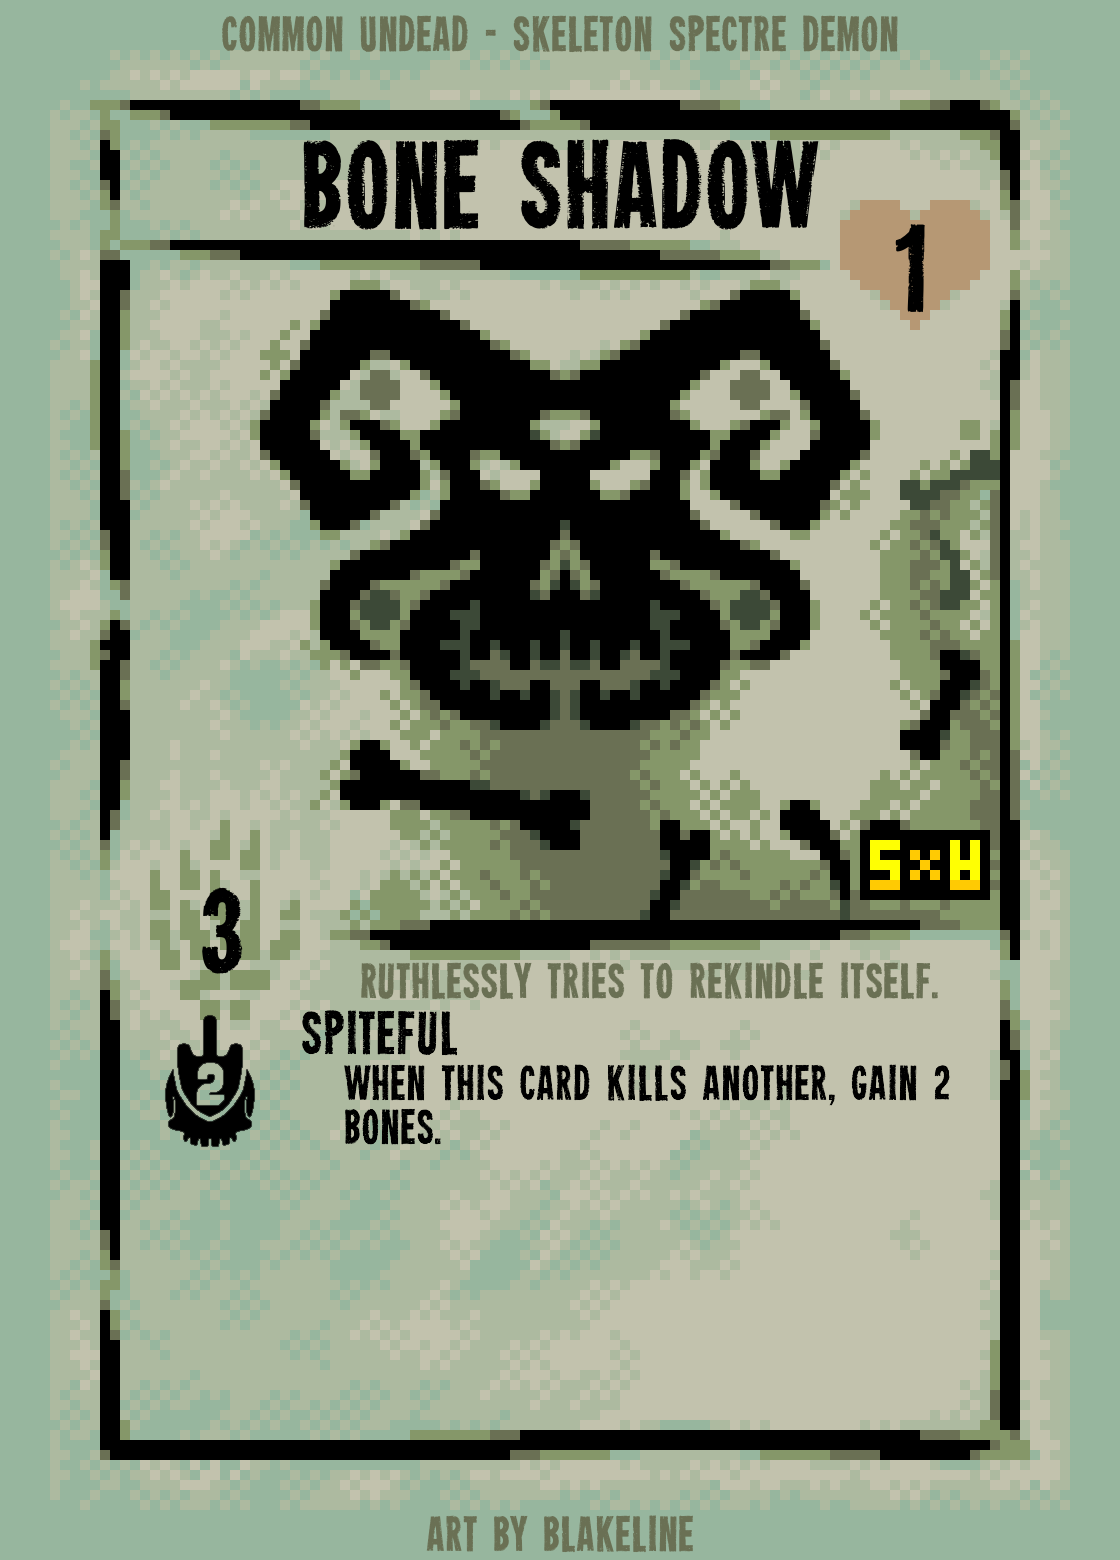 COMMON UNDEAD - SKELETON SPECTRE DEMON
BONE SHADOW
1
3
RUTHLESSLY TRIES TO REKINDLE ITSELF.
SPITEFUL
2
WHEN THIS CARD KILLS ANOTHER, GAIN 2
BONES.
ART BY BLAKELINE